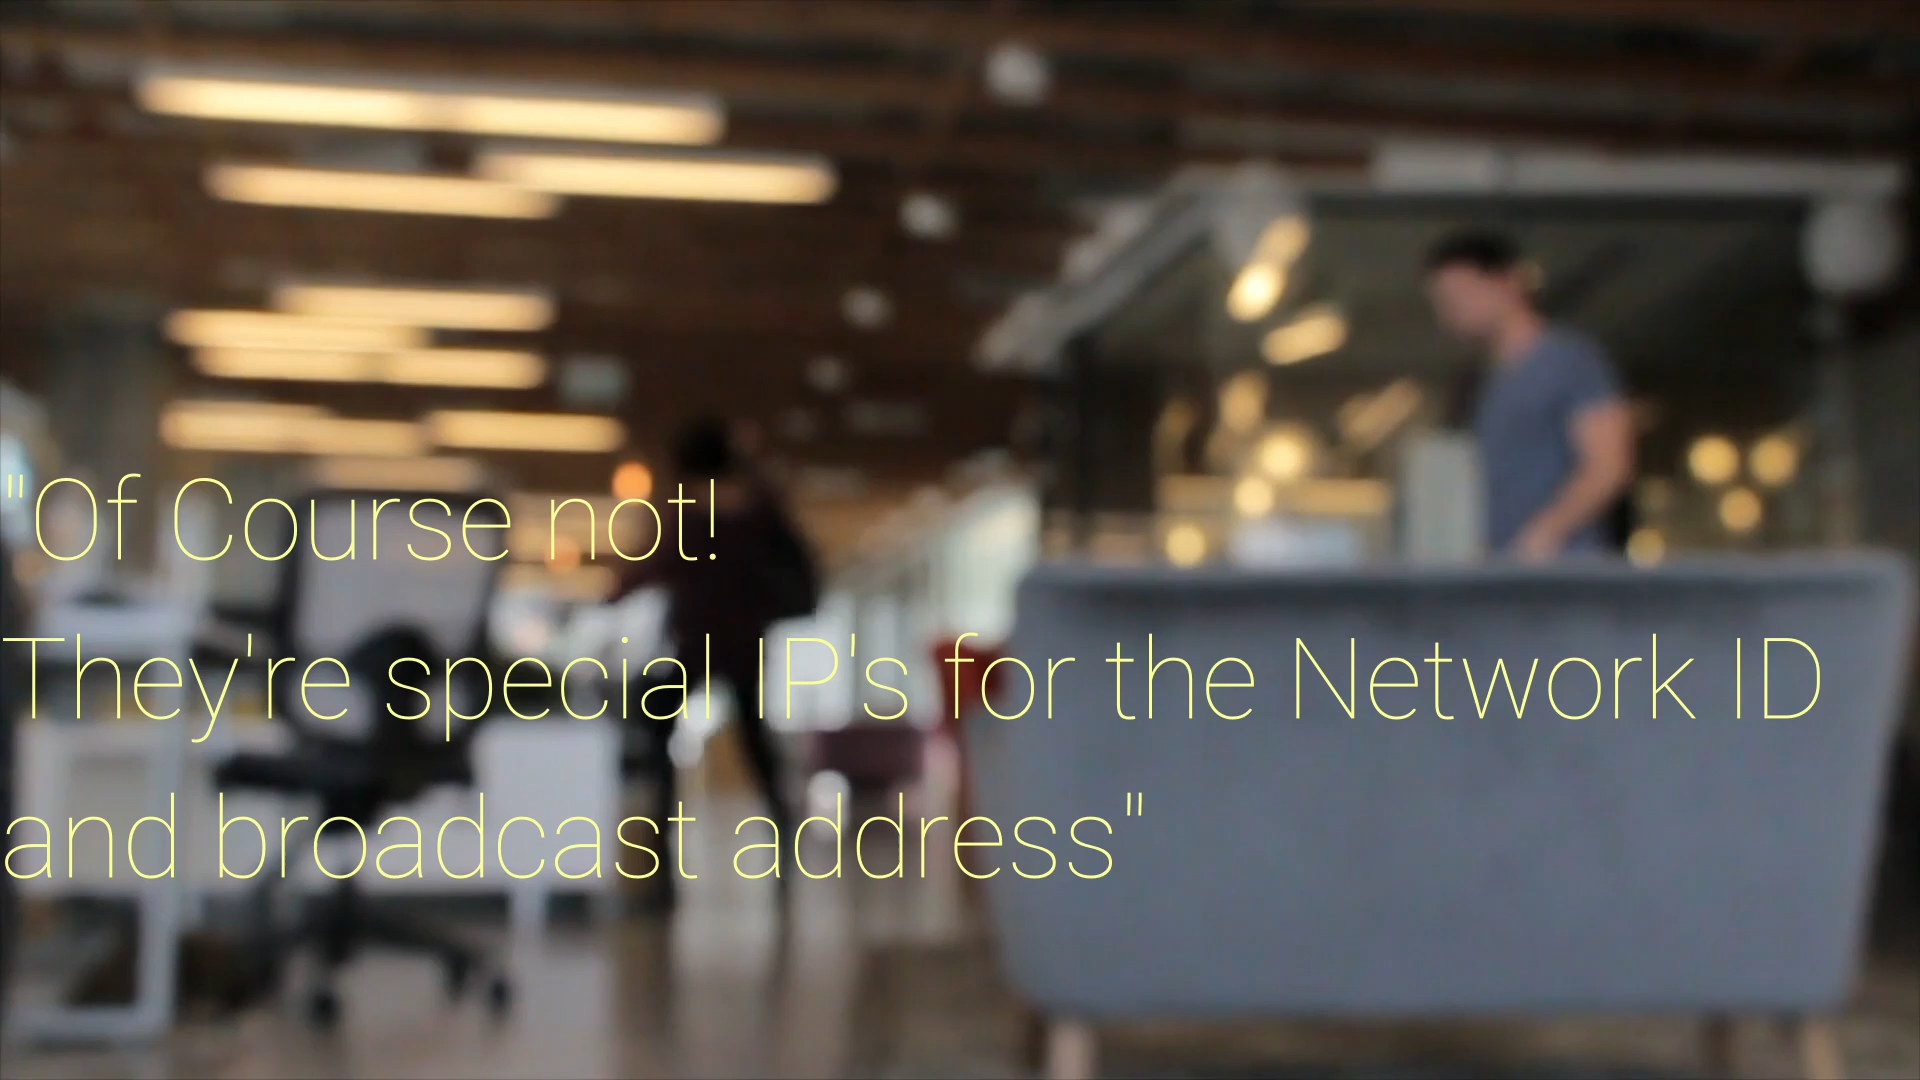 "Of Course not!
They're special IP's for the Network ID
and broadcast address"